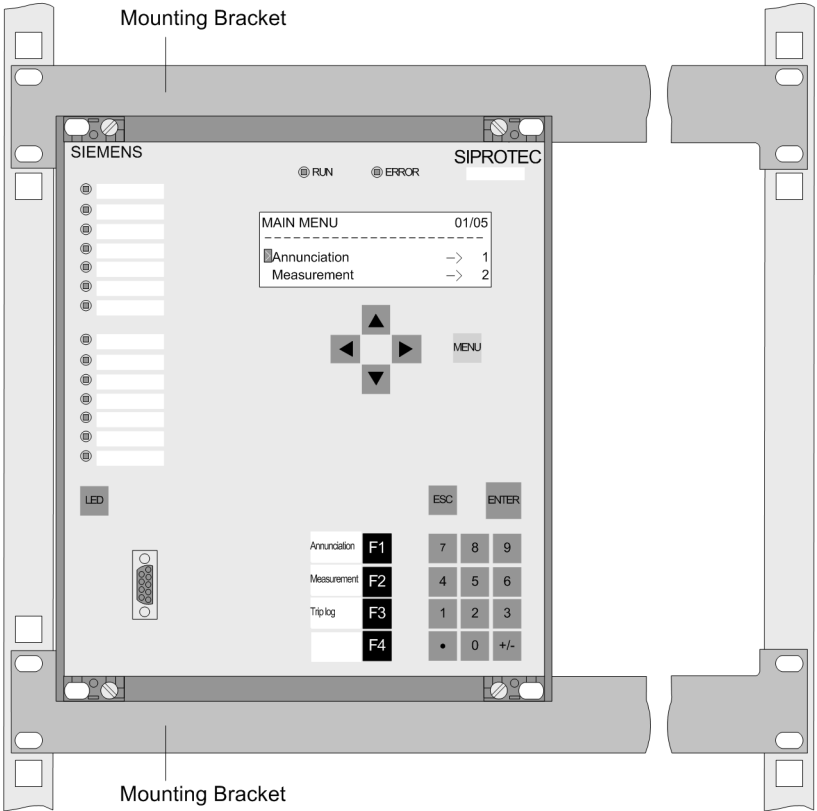 Mounting Bracket
SIEMENS
SIPROTEC
RUN
ERROR
MAIN MENU 01/05
--------------------
Annunciation —> 1
Measurement —> 2
MENU
LED
ESC
ENTER
Annunciation F1
7 8 9
Measurement F2
4 5 6
Trip log F3
1 2 3
F4
• 0 +/-
Mounting Bracket